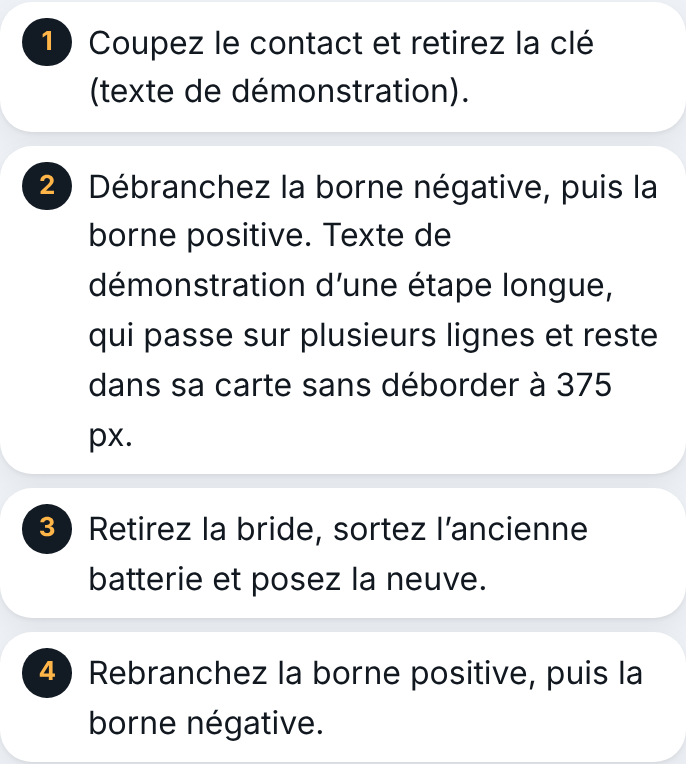 1 Coupez le contact et retirez la clé
(texte de démonstration).
2 Débranchez la borne négative, puis la
borne positive. Texte de
démonstration d’une étape longue,
qui passe sur plusieurs lignes et reste
dans sa carte sans déborder à 375
px.
3 Retirez la bride, sortez l’ancienne
batterie et posez la neuve.
4 Rebranchez la borne positive, puis la
borne négative.